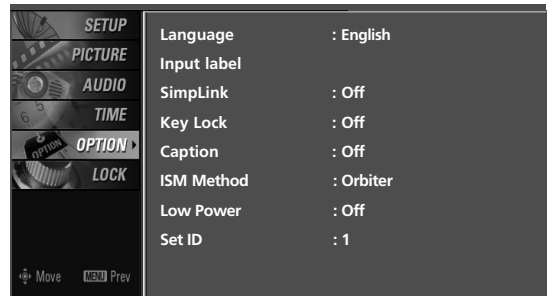 SETUP
PICTURE
AUDIO
TIME
OPTION
LOCK
Move MENU Prev
Language : English
Input label
SimpLink : Off
Key Lock : Off
Caption : Off
ISM Method : Orbiter
Low Power : Off
Set ID : 1